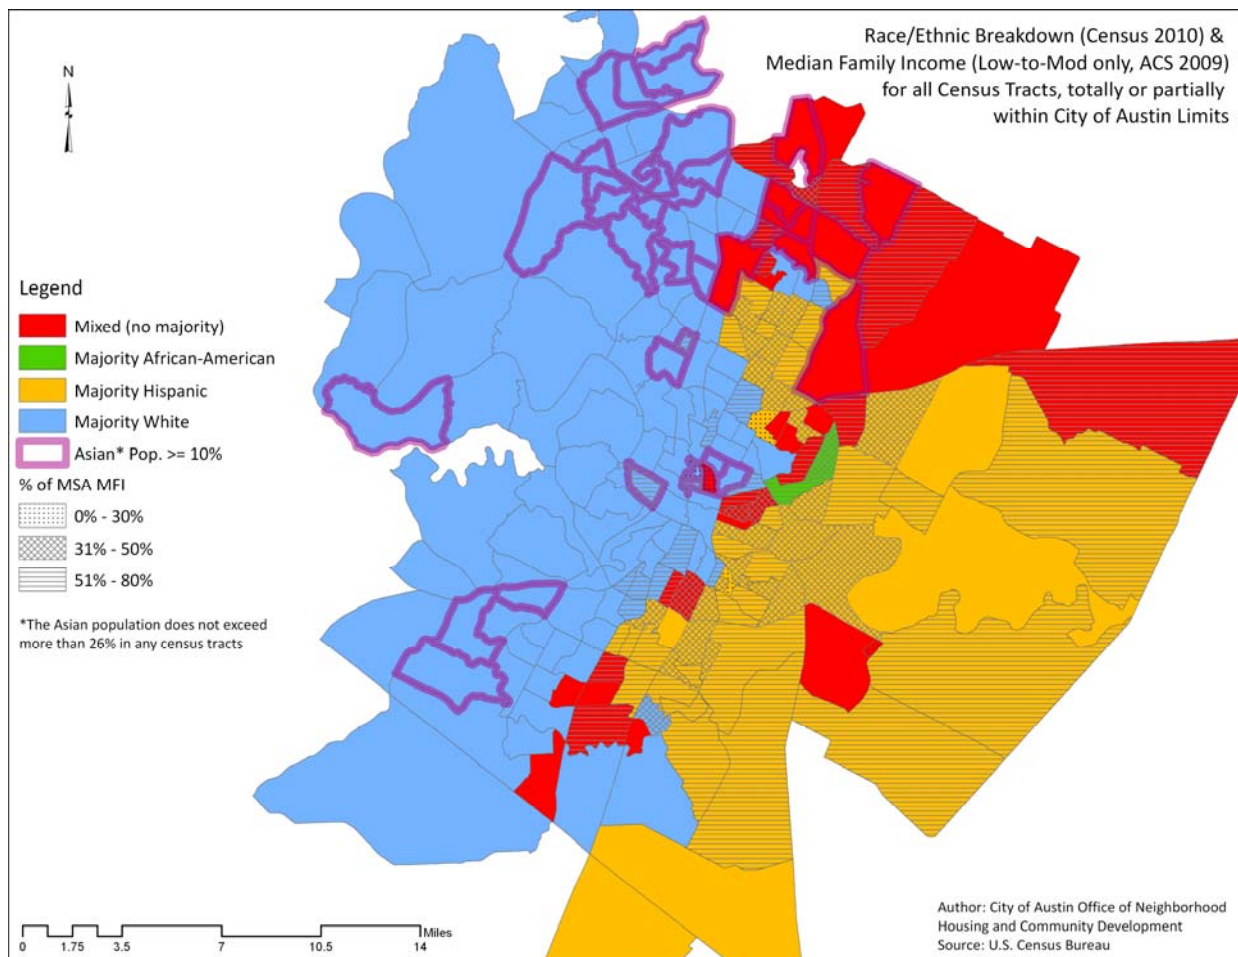 Race/Ethnic Breakdown (Census 2010) &
Median Family Income (Low-to-Mod only, ACS 2009)
for all Census Tracts, totally or partially
within City of Austin Limits
N
Legend
Mixed (no majority)
Majority African-American
Majority Hispanic
Majority White
Asian* Pop. >= 10%
% of MSA MFI
0% - 30%
31% - 50%
51% - 80%
*The Asian population does not exceed
more than 26% in any census tracts
Miles
0 1.75 3.5 7 10.5 14
Author: City of Austin Office of Neighborhood
Housing and Community Development
Source: U.S. Census Bureau